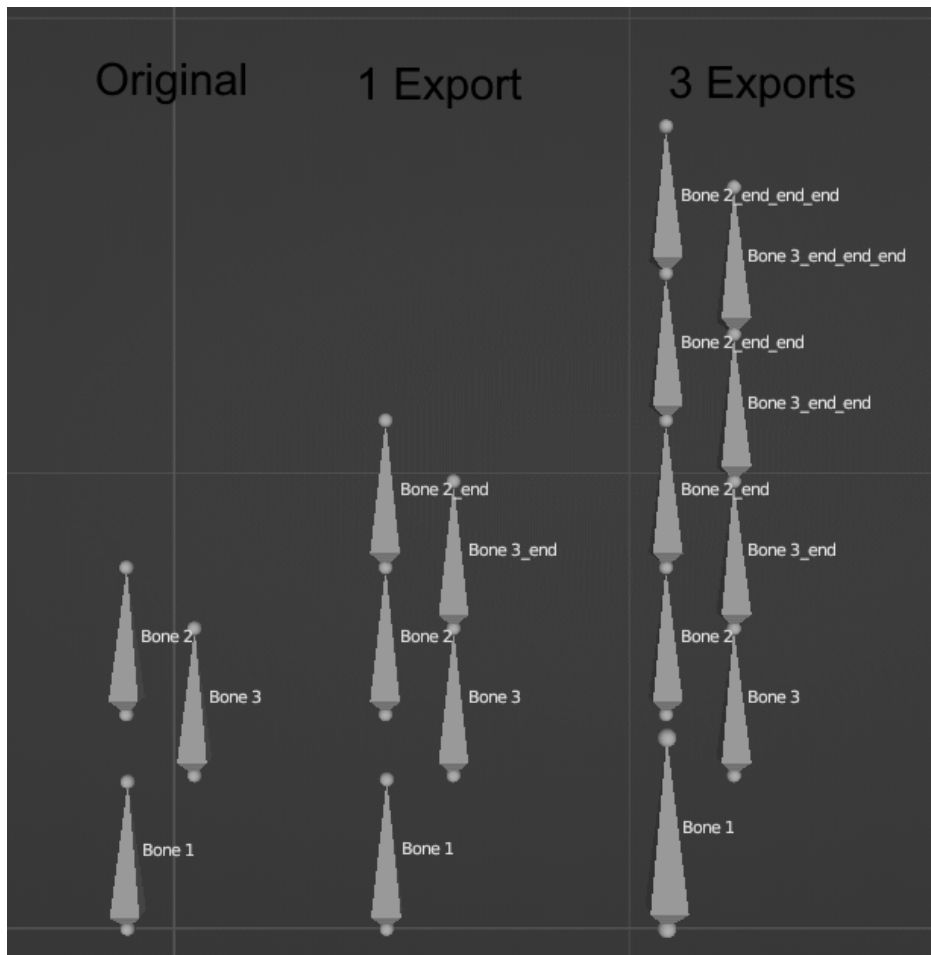 Original
Bone 2
Bone 3
Bone 1
1 Export
Bone 2_end
Bone 3_end
Bone 2
Bone 3
Bone 1
3 Exports
Bone 2_end_end_end
Bone 3_end_end_end
Bone 2_end_end
Bone 3_end_end
Bone 2_end
Bone 3_end
Bone 2
Bone 3
Bone 1